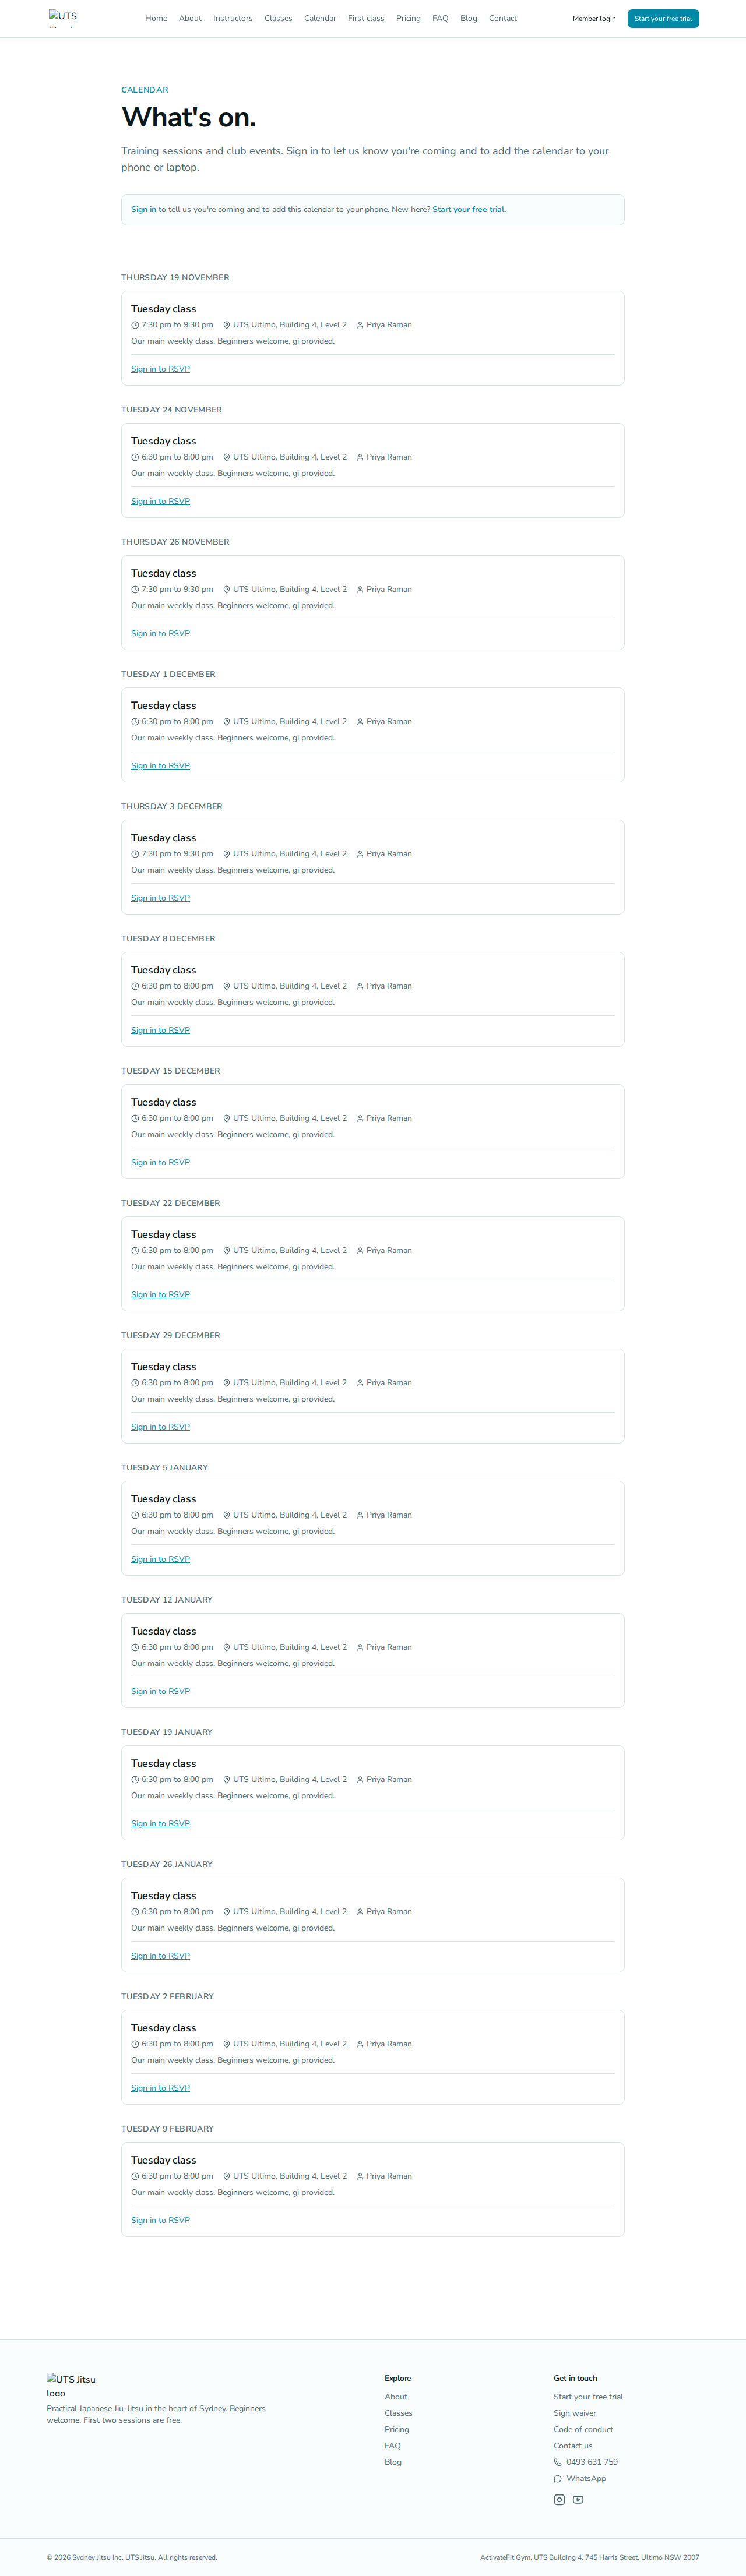 UTS
Jitsu
Home About Instructors Classes Calendar First class Pricing FAQ Blog Contact
Member login
Start your free trial
CALENDAR
What's on.
Training sessions and club events. Sign in to let us know you're coming and to add the calendar to your
phone or laptop.
Sign in to tell us you're coming and to add this calendar to your phone. New here? Start your free trial.
THURSDAY 19 NOVEMBER
Tuesday class
7:30 pm to 9:30 pm UTS Ultimo, Building 4, Level 2 Priya Raman
Our main weekly class. Beginners welcome, gi provided.
Sign in to RSVP
TUESDAY 24 NOVEMBER
Tuesday class
6:30 pm to 8:00 pm UTS Ultimo, Building 4, Level 2 Priya Raman
Our main weekly class. Beginners welcome, gi provided.
Sign in to RSVP
THURSDAY 26 NOVEMBER
Tuesday class
7:30 pm to 9:30 pm UTS Ultimo, Building 4, Level 2 Priya Raman
Our main weekly class. Beginners welcome, gi provided.
Sign in to RSVP
TUESDAY 1 DECEMBER
Tuesday class
6:30 pm to 8:00 pm UTS Ultimo, Building 4, Level 2 Priya Raman
Our main weekly class. Beginners welcome, gi provided.
Sign in to RSVP
THURSDAY 3 DECEMBER
Tuesday class
7:30 pm to 9:30 pm UTS Ultimo, Building 4, Level 2 Priya Raman
Our main weekly class. Beginners welcome, gi provided.
Sign in to RSVP
TUESDAY 8 DECEMBER
Tuesday class
6:30 pm to 8:00 pm UTS Ultimo, Building 4, Level 2 Priya Raman
Our main weekly class. Beginners welcome, gi provided.
Sign in to RSVP
TUESDAY 15 DECEMBER
Tuesday class
6:30 pm to 8:00 pm UTS Ultimo, Building 4, Level 2 Priya Raman
Our main weekly class. Beginners welcome, gi provided.
Sign in to RSVP
TUESDAY 22 DECEMBER
Tuesday class
6:30 pm to 8:00 pm UTS Ultimo, Building 4, Level 2 Priya Raman
Our main weekly class. Beginners welcome, gi provided.
Sign in to RSVP
TUESDAY 29 DECEMBER
Tuesday class
6:30 pm to 8:00 pm UTS Ultimo, Building 4, Level 2 Priya Raman
Our main weekly class. Beginners welcome, gi provided.
Sign in to RSVP
TUESDAY 5 JANUARY
Tuesday class
6:30 pm to 8:00 pm UTS Ultimo, Building 4, Level 2 Priya Raman
Our main weekly class. Beginners welcome, gi provided.
Sign in to RSVP
TUESDAY 12 JANUARY
Tuesday class
6:30 pm to 8:00 pm UTS Ultimo, Building 4, Level 2 Priya Raman
Our main weekly class. Beginners welcome, gi provided.
Sign in to RSVP
TUESDAY 19 JANUARY
Tuesday class
6:30 pm to 8:00 pm UTS Ultimo, Building 4, Level 2 Priya Raman
Our main weekly class. Beginners welcome, gi provided.
Sign in to RSVP
TUESDAY 26 JANUARY
Tuesday class
6:30 pm to 8:00 pm UTS Ultimo, Building 4, Level 2 Priya Raman
Our main weekly class. Beginners welcome, gi provided.
Sign in to RSVP
TUESDAY 2 FEBRUARY
Tuesday class
6:30 pm to 8:00 pm UTS Ultimo, Building 4, Level 2 Priya Raman
Our main weekly class. Beginners welcome, gi provided.
Sign in to RSVP
TUESDAY 9 FEBRUARY
Tuesday class
6:30 pm to 8:00 pm UTS Ultimo, Building 4, Level 2 Priya Raman
Our main weekly class. Beginners welcome, gi provided.
Sign in to RSVP
UTS Jitsu
logo
Practical Japanese Jiu-Jitsu in the heart of Sydney. Beginners
welcome. First two sessions are free.
Explore
About
Classes
Pricing
FAQ
Blog
Get in touch
Start your free trial
Sign waiver
Code of conduct
Contact us
0493 631 759
WhatsApp
© 2026 Sydney Jitsu Inc. UTS Jitsu. All rights reserved.
ActivateFit Gym, UTS Building 4, 745 Harris Street, Ultimo NSW 2007